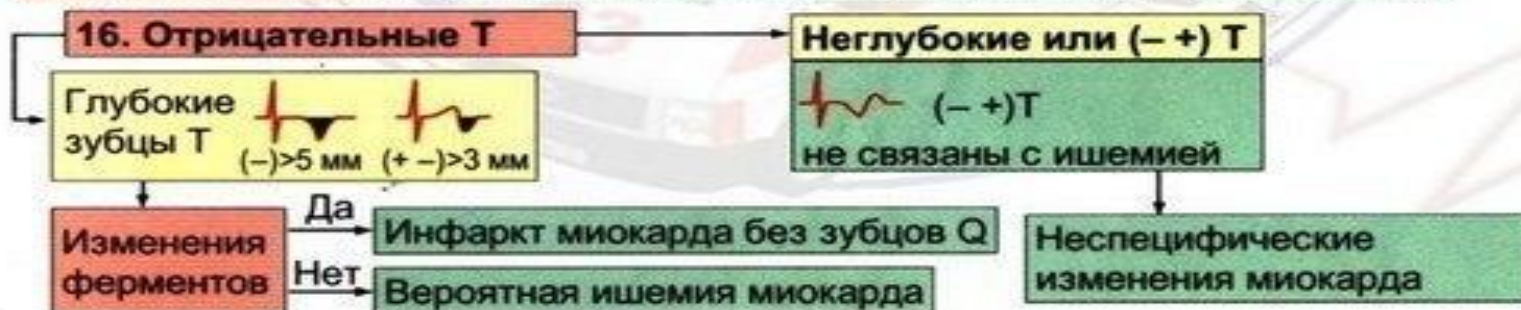 16. Отрицательные Т
Неглубокие или (– +) Т
Глубокие
зубцы Т
(–)>5 мм (+ –)>3 мм
(– +)Т
не связаны с ишемией
Изменения
ферментов
Да
Инфаркт миокарда без зубцов Q
Нет
Вероятная ишемия миокарда
Неспецифические
изменения миокарда